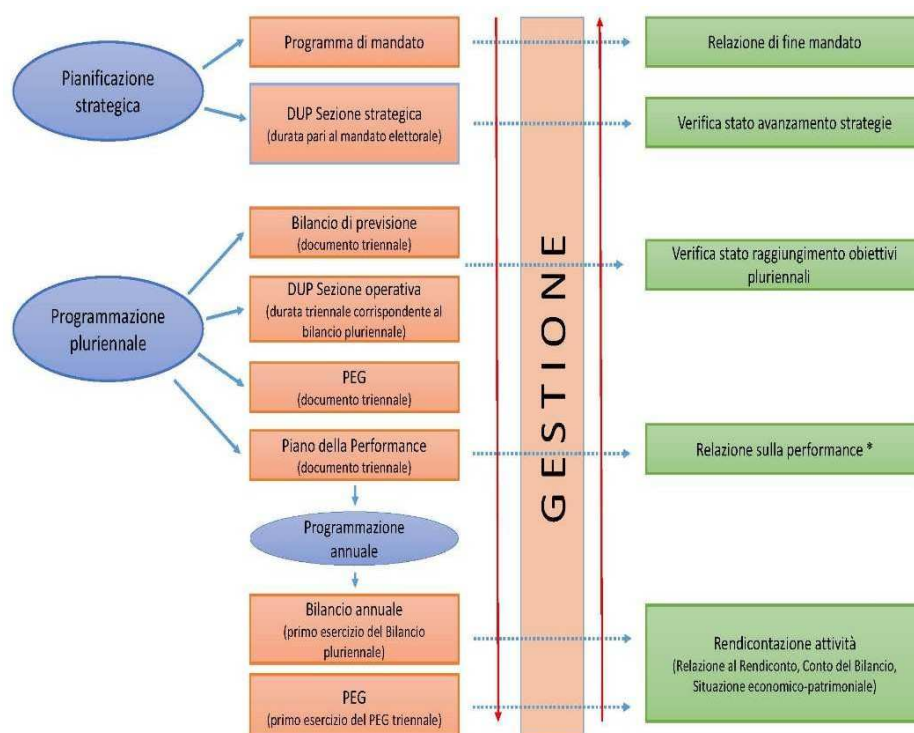 Pianificazione
strategica
Programma di mandato
DUP Sezione strategica
(durata pari al mandato elettorale)
Relazione di fine mandato
Verifica stato avanzamento strategie
Programmazione
pluriennale
Bilancio di previsione
(documento triennale)
DUP Sezione operativa
(durata triennale corrispondente al
bilancio pluriennale)
PEG
(documento triennale)
Piano della Performance
(documento triennale)
GESTIONE
Verifica stato raggiungimento obiettivi
pluriennali
Relazione sulla performance *
Programmazione
annuale
Bilancio annuale
(primo esercizio del Bilancio
pluriennale)
PEG
(primo esercizio del PEG triennale)
Rendicontazione attività
(Relazione al Rendiconto, Conto del Bilancio,
Situazione economico-patrimoniale)